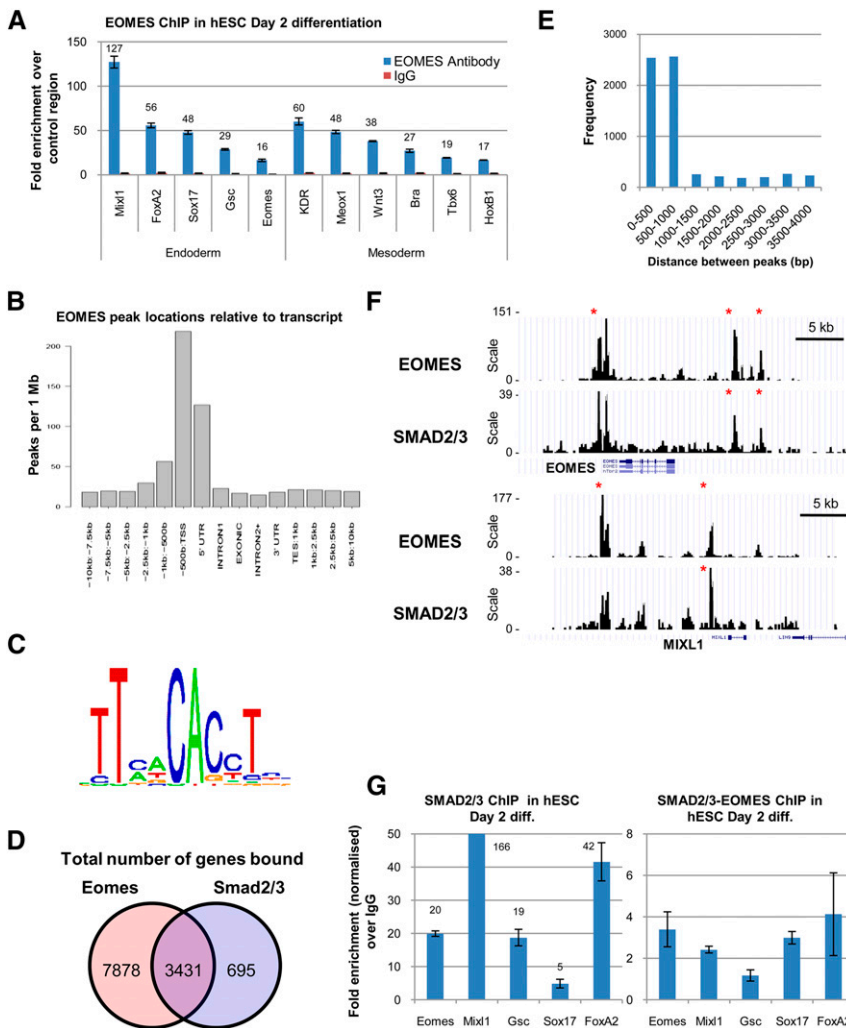 A
EOMES ChIP in hESC Day 2 differentiation
Fold enrichment over
control region
150
100
50
0
127
56
48
29
16
60
48
38
27
19
17
EOMES Antibody
IgG
Mixl1
FoxA2
Sox17
Gsc
Eomes
KDR
Meox1
Wnt3
Bra
Tbx6
HoxB1
Endoderm
Mesoderm
B
EOMES peak locations relative to transcript
Peaks per 1 Mb
200
150
100
50
0
−10kb:−7.5kb
−7.5kb:−5kb
−5kb:−2.5kb
−2.5kb:−1kb
−1kb:−500b
−500b:TSS
5' UTR
INTRON1
EXONIC
INTRON2+
3' UTR
TES:1kb
1kb:2.5kb
2.5kb:5kb
5kb:10kb
C
TTCACACCT
D
Total number of genes bound
Eomes
Smad2/3
7878
3431
695
E
Frequency
3000
2000
1000
0
0-500
500-1000
1000-1500
1500-2000
2000-2500
2500-3000
3000-3500
3500-4000
Distance between peaks (bp)
F
151 -
*
*
*
5 kb
EOMES
Scale
0 -
39 -
*
*
SMAD2/3
Scale
0 -
EOMES
EOMES
EOMES
177 -
*
*
5 kb
EOMES
Scale
0 -
38 -
*
SMAD2/3
Scale
0 -
MIXL1
MIXL1
G
SMAD2/3 ChIP in hESC
Day 2 diff.
Fold enrichment (normalised)
over IgG
50
40
30
20
10
0
20
166
19
5
42
Eomes
Mixl1
Gsc
Sox17
FoxA2
SMAD2/3-EOMES ChIP in
hESC Day 2 diff.
8
6
4
2
0
Eomes
Mixl1
Gsc
Sox17
FoxA2